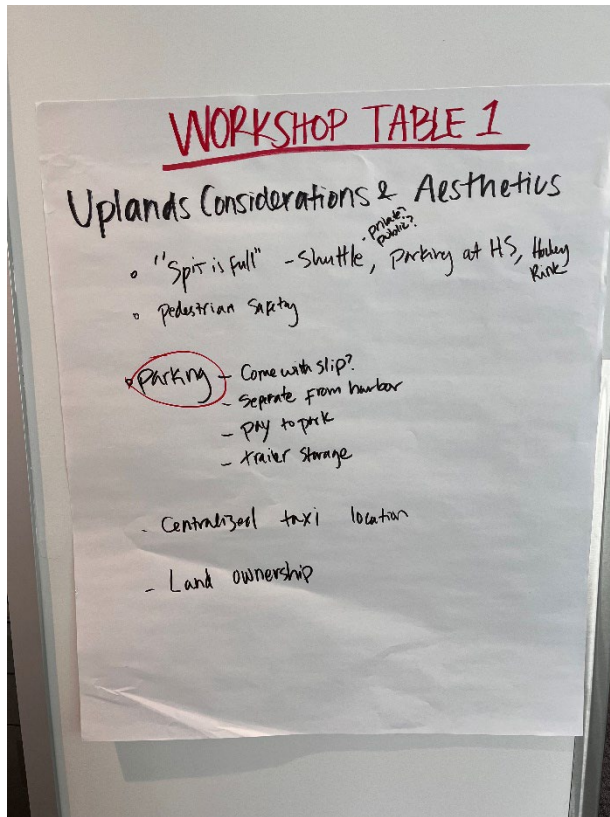 WORKSHOP TABLE 1
Uplands Considerations & Aesthetics
private?
public?
• "Spit is full" - Shuttle, Parking at HS, Hockey
Rink
• Pedestrian Safety
• Parking - Come with slip?
- Separate from harbor
- Pay to park
- trailer storage
- Centralized taxi location
- Land ownership